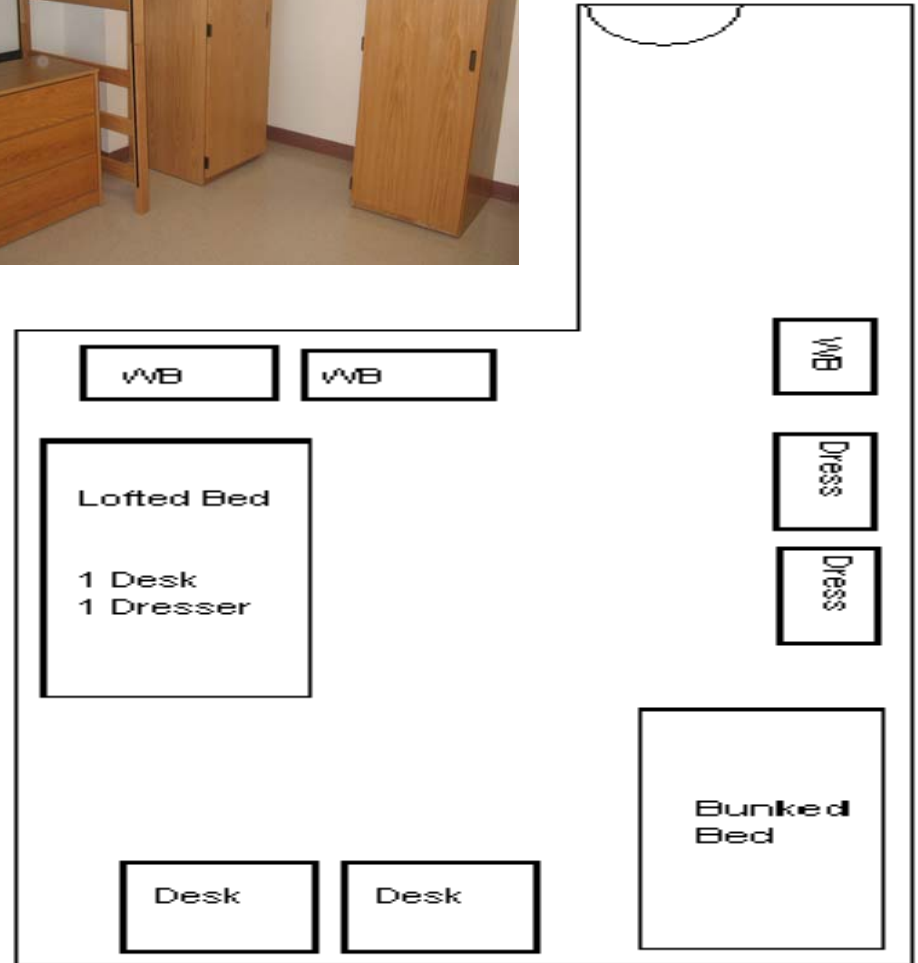 WB WB WB
Dress
Lofted Bed
1 Desk
1 Dresser
Dress
Bunked
Bed
Desk Desk